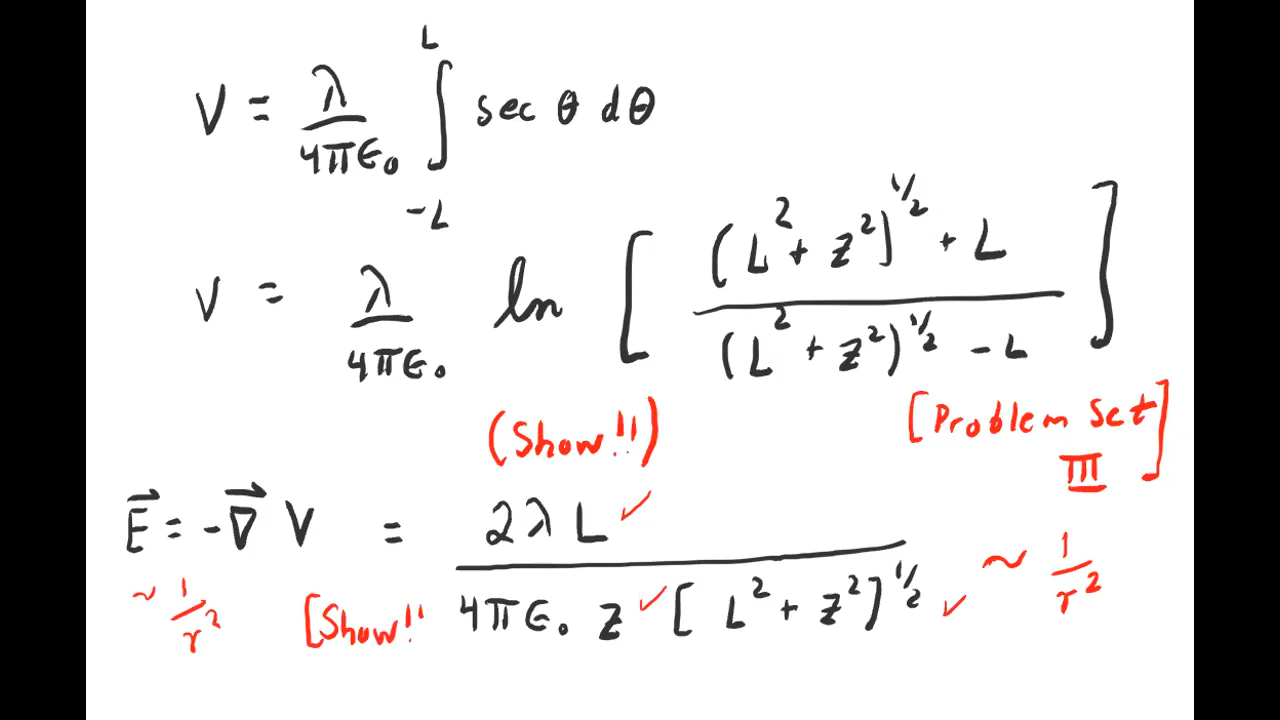 V = λ/4πϵ₀ ∫_{-L}^{L} sec θ dθ
V = λ/4πϵ₀ ln [ (L² + z²)^{1/2} + L / (L² + z²)^{1/2} - L ]
(Show!!) [Problem Set III]
E⃗ = -∇⃗ V = 2λL ✓ / 4πϵ₀ z ✓ [L² + z²]^{1/2} ✓ ~ 1/r²
~ 1/r² [Show!!